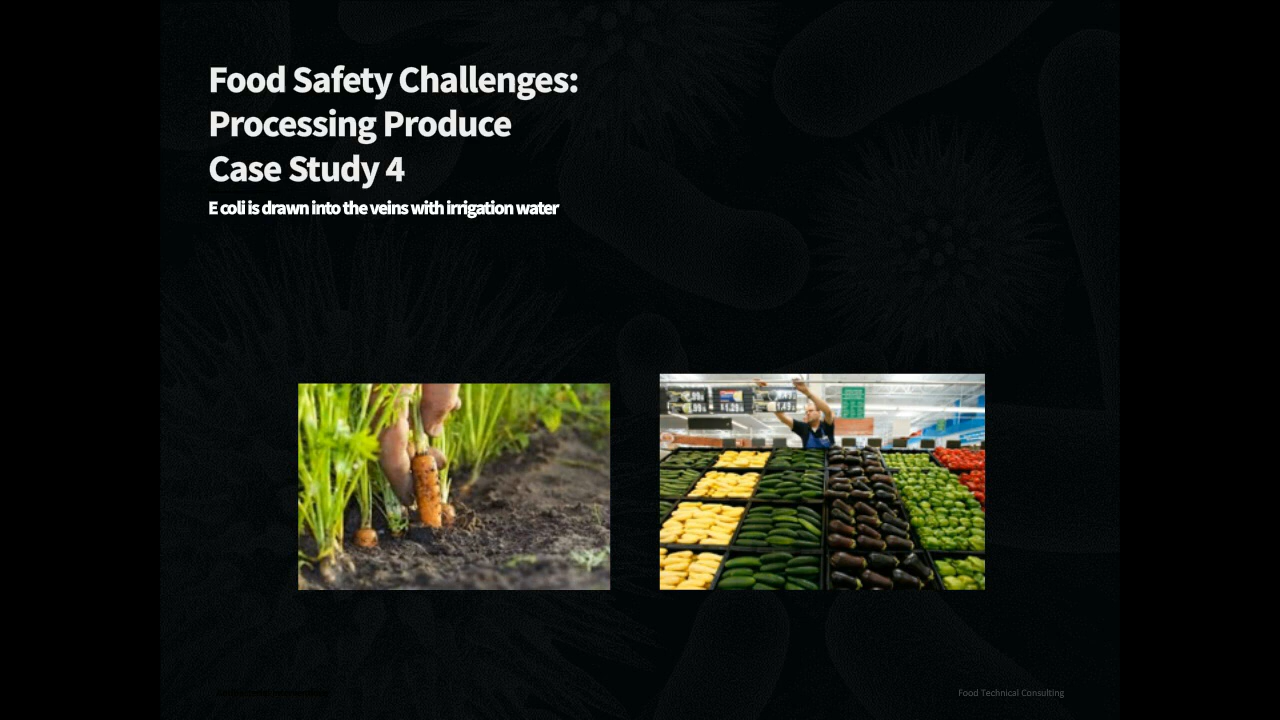 Food Safety Challenges:
Processing Produce
Case Study 4
E coli is drawn into the veins with irrigation water
Food Technical Consulting